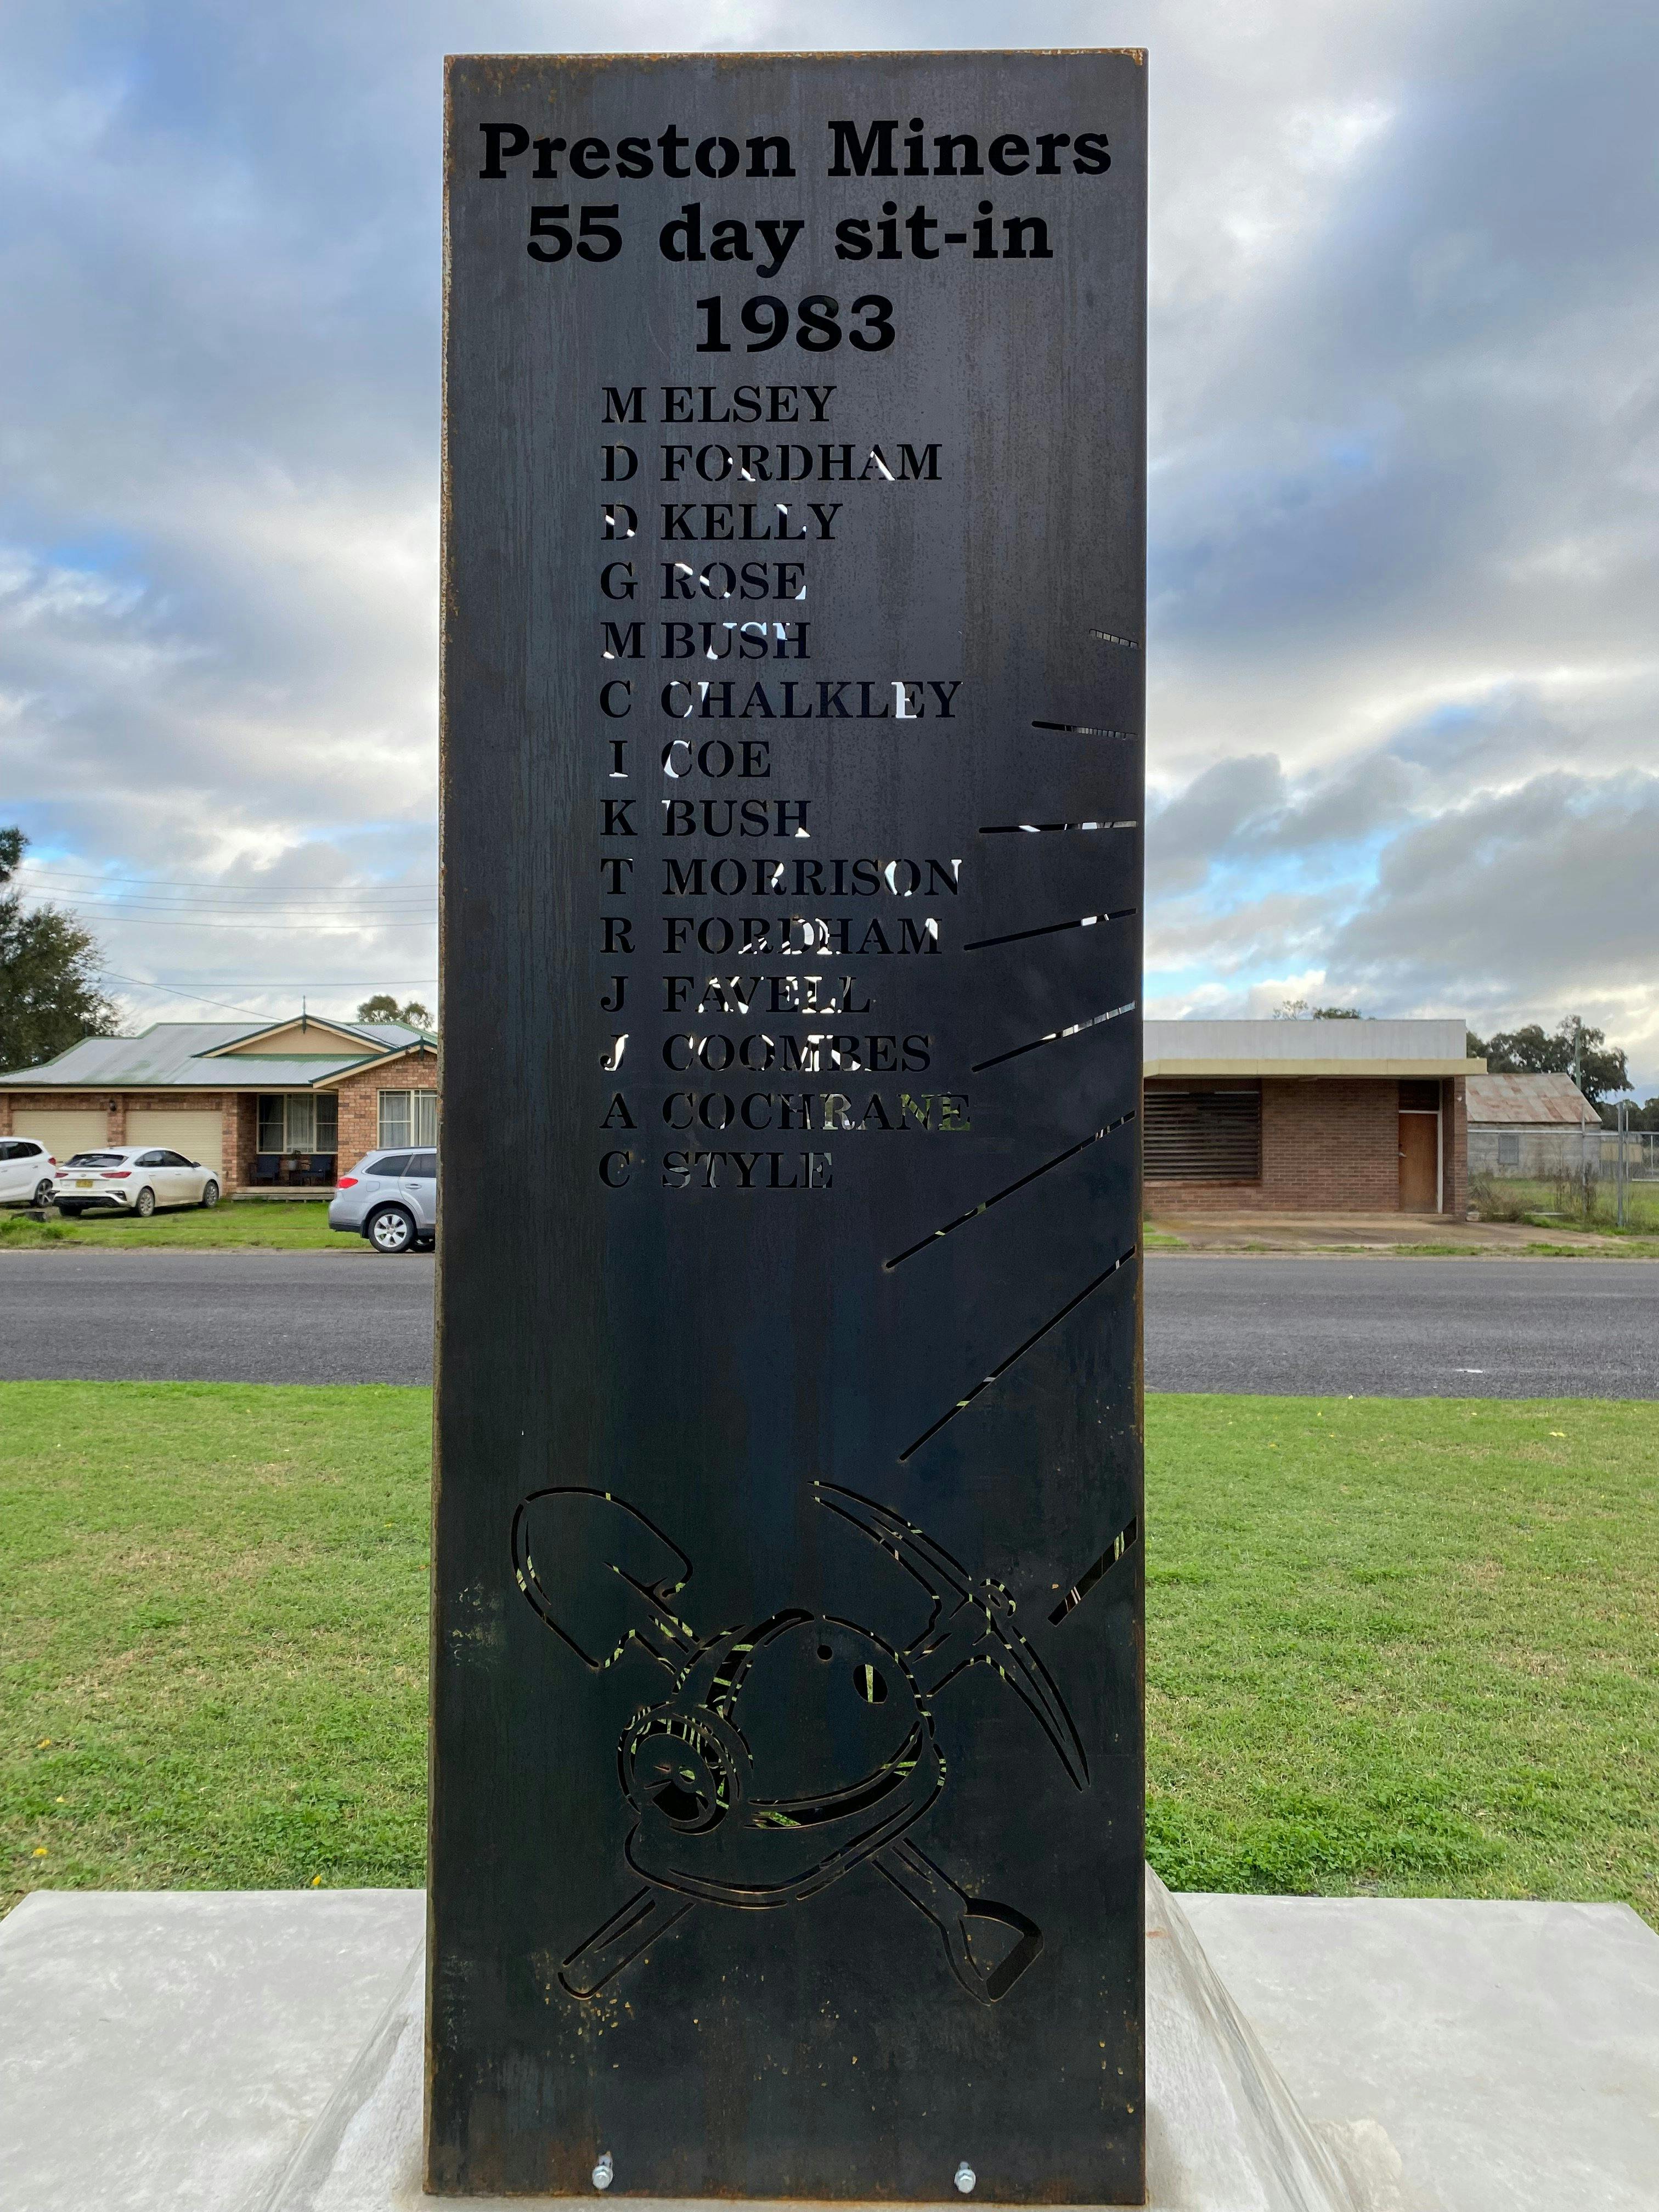 Preston Miners
55 day sit-in
1983
M ELSEY
D FORDHAM
D KELLY
G ROSE
M BUSH
C CHALKLEY
I COE
K BUSH
T MORRISON
R FORDHAM
J FAVELL
J COOMBES
A COCHRANE
C STYLE